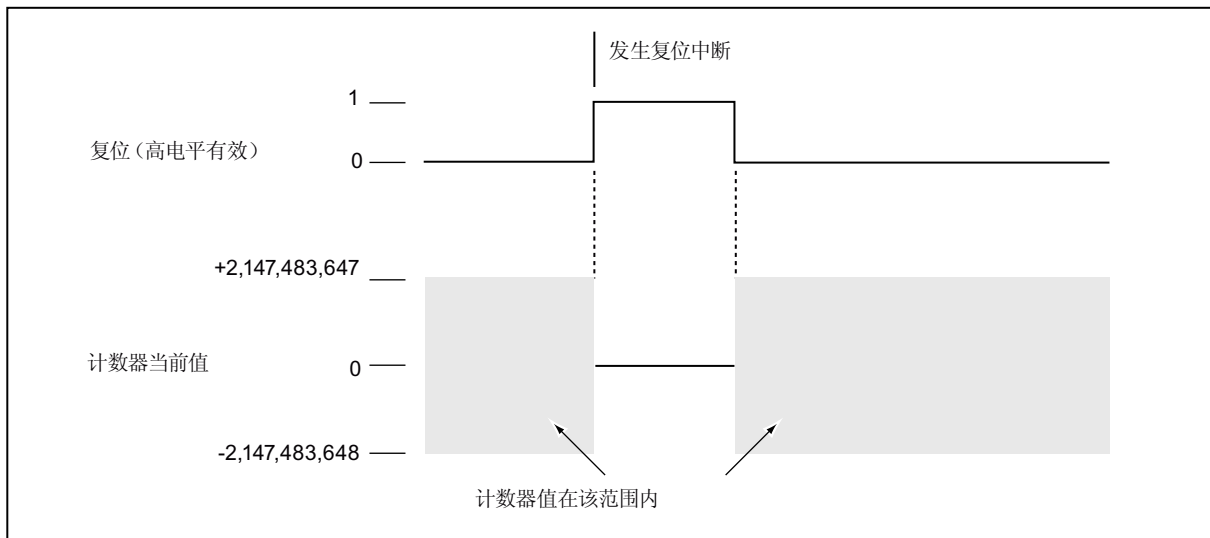 发生复位中断
1
复位（高电平有效）
0
+2,147,483,647
计数器当前值
0
-2,147,483,648
计数器值在该范围内